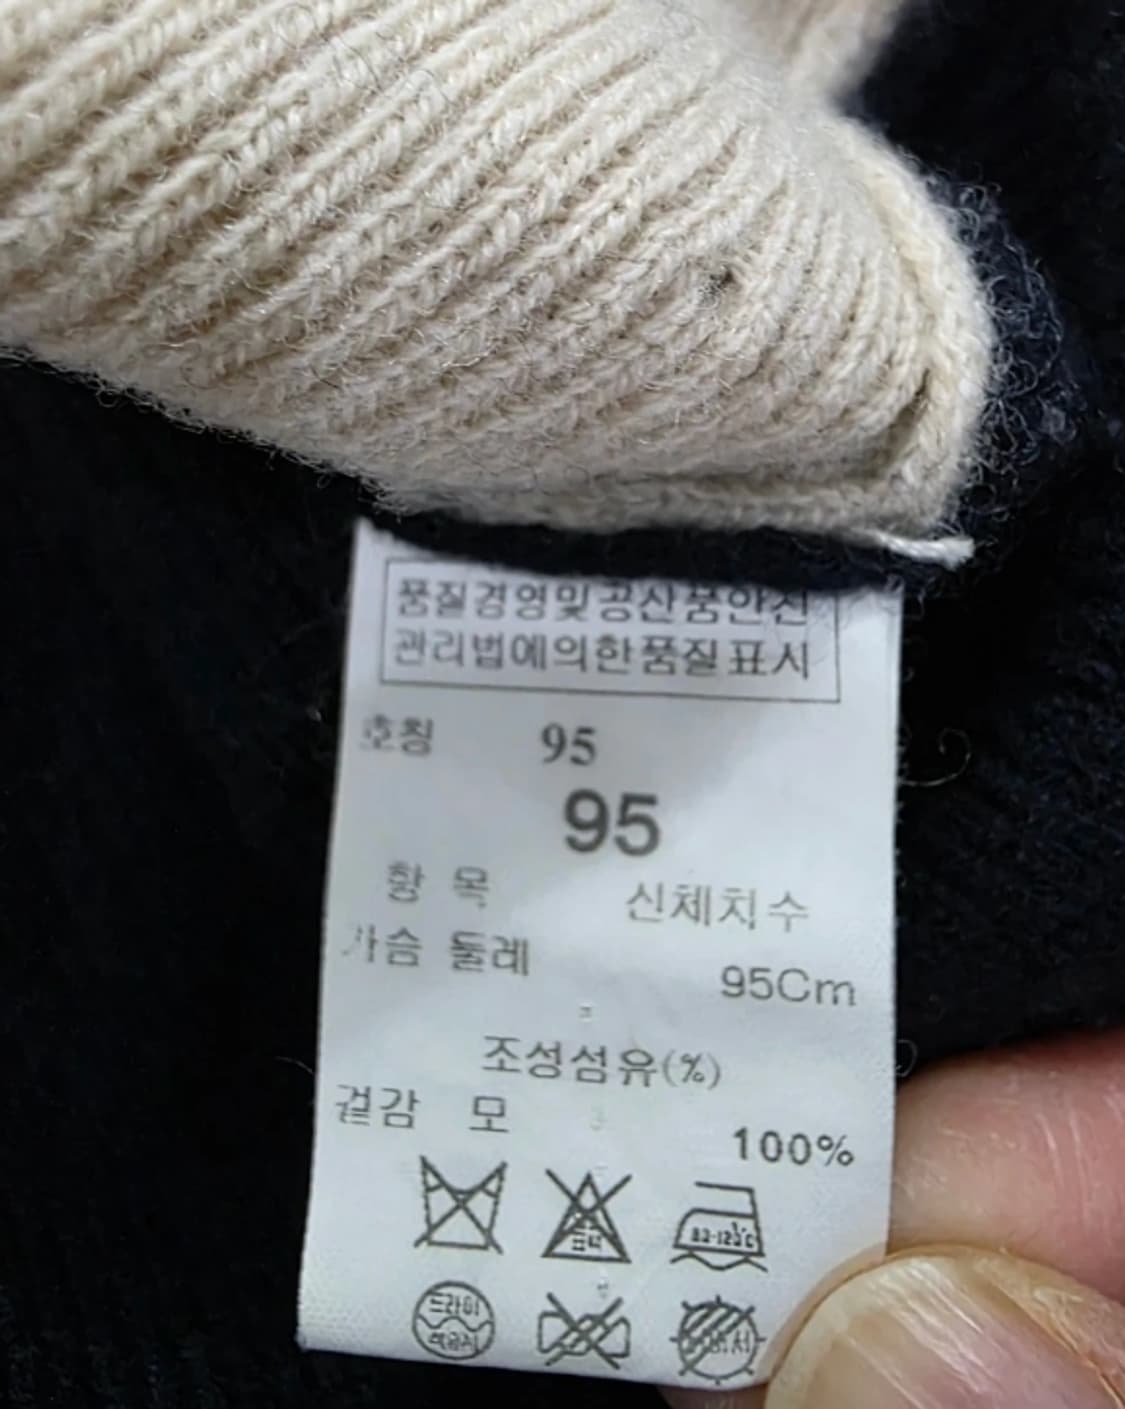 품질경영및공산품안전
관리법에의한품질표시
호칭 95
95
항 목 신체치수
가슴 둘레 95Cm
조성섬유(%)
겉감 모 100%
드라이